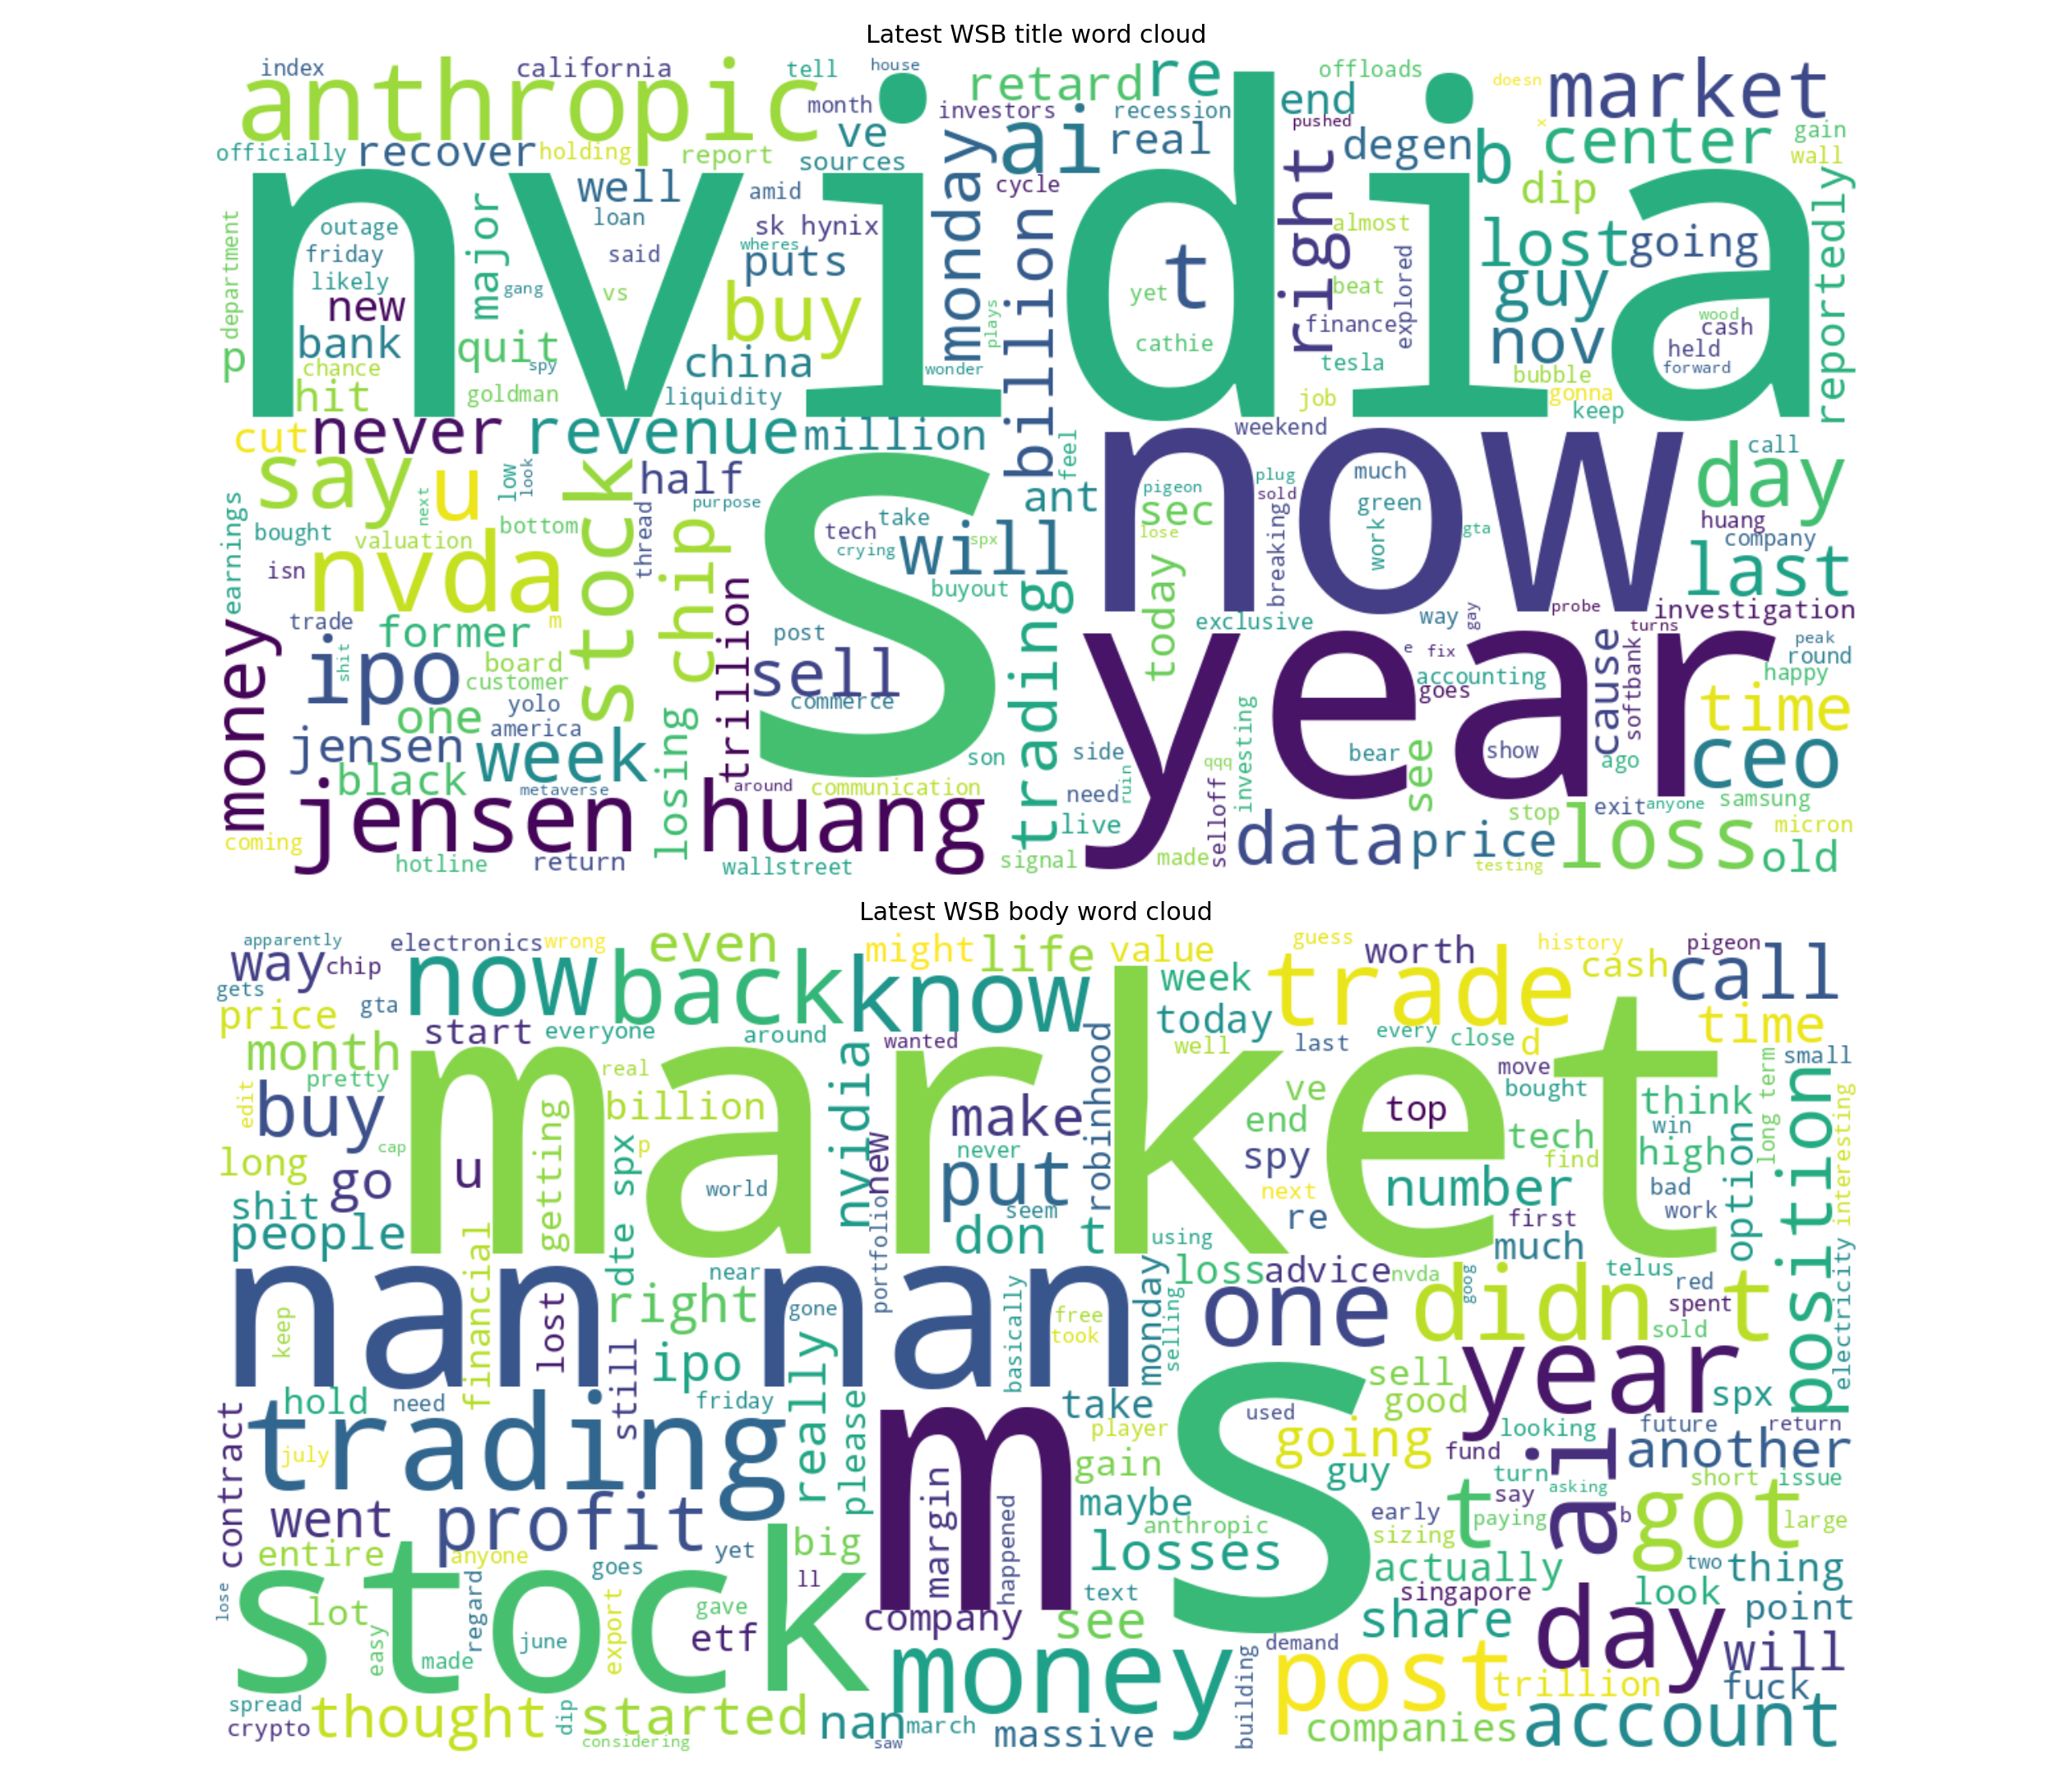 Latest WSB title word cloud
index california tell house retard re offloads doesn market
anthropic month investors recession end x center gain
officially recover holding report ve sources ai real pushed degen b wall
nvidia
well amid cycle dip
loan monday right
department outage major sk hynix almost lost going reportedly
friday said wheres billion t
likely gang vs puts yet beat explored guy
new buy plays finance wood
p bank quit china cathie nov cash
chance spy wonder tesla held
hit goldman liquidity job bubble forward
gonna keep
cut never revenue million weekend
now
say u low look half feel much day call
stock s ant pigeon plug
earnings next bottom purpose tech take sec sold green
bought valuation thread chip crying will spx lose breaking work gta huang
isn nvda trillion buyout today company
last
trade former m post trading exclusive way gay probe investigation
year
money ipo shit board sell e fix cause turns peak
customer commerce accounting softbank round
one yolo goes happy
jensen america losing son side investing bear see show ago time
black week qqq ceo
metaverse around communication need ruin exit anyone samsung
jensen huang live selloff data price stop loss micron
coming hotline return wallstreet signal made testing old
Latest WSB body word cloud
apparently electronics wrong even might life value guess worth history pigeon
way chip now back know week trade cash call
gets gta
price start everyone around wanted today every close d time
market
month real nvidia robinhood well last move long term small
edit pretty billion make ve bought think position
buy getting end top win interesting
cap p new never spy tech find high option
long go u dte spx put next number bad
shit world seem re first work
people don t using much
financial near portfolio monday loss advice nvda goog telus red electricity
nan nan
keep lost right gone basically free selling one didn t spent
took sold
still ipo really sell year
hold need friday take good spx
contract trading please m s used looking future return
july player going fund another
gain guy turn ai short issue
went profit margin happened maybe say asking
early t b got large
entire anyone big anthropic sizing paying
goes yet losses actually two thing
stock ll text singapore look
lose lot regard export gave company see share day point
easy june etf
made money demand will
spread building post trillion fuck
crypto thought dip started nan march massive companies account
considering saw